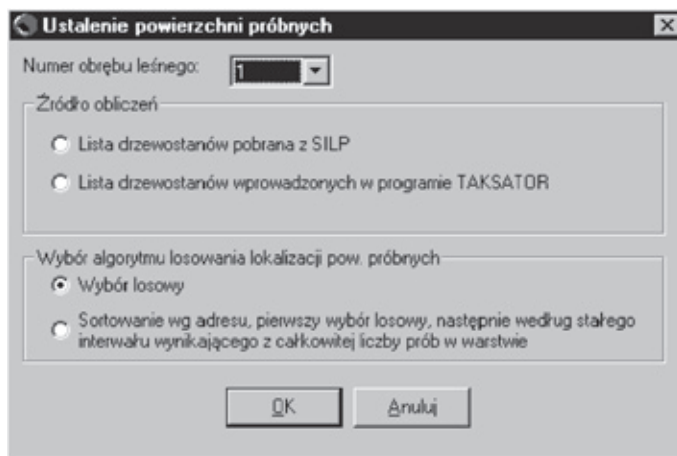 Ustalenie powierzchni próbnych
Numer obrębu leśnego: 1
Źródło obliczeń
Lista drzewostanów pobrana z SILP
Lista drzewostanów wprowadzonych w programie TAKSATOR
Wybór algorytmu losowania lokalizacji pow. próbnych
Wybór losowy
Sortowanie wg adresu, pierwszy wybór losowy, następnie według stałego
interwału wynikającego z całkowitej liczby prób w warstwie
OK Anuluj